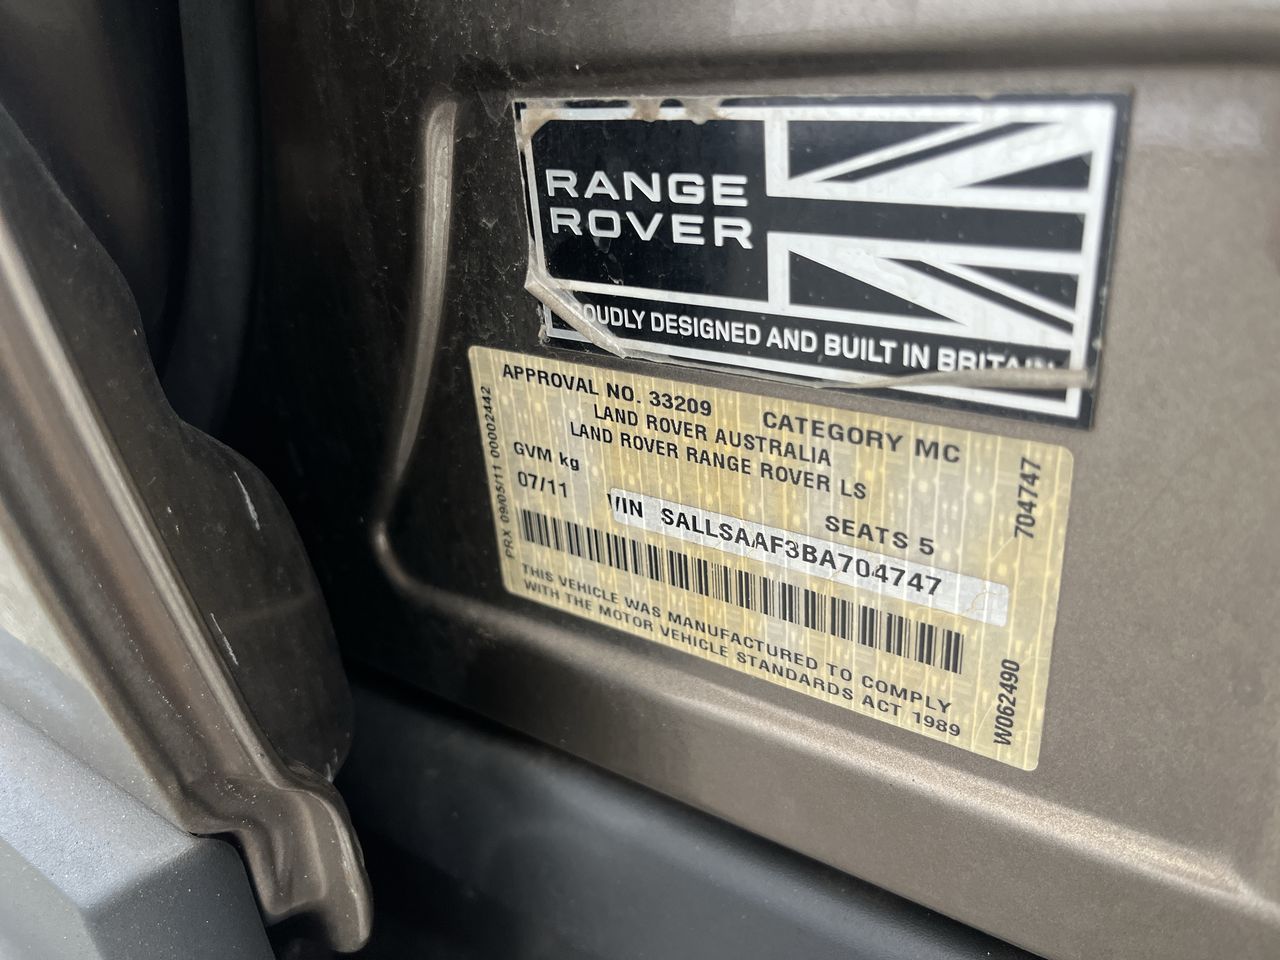 RANGE
ROVER
PROUDLY DESIGNED AND BUILT IN BRITAIN
APPROVAL NO. 33209 CATEGORY MC
LAND ROVER AUSTRALIA
LAND ROVER RANGE ROVER LS
GVM kg
07/11 SEATS 5
VIN SALLSAAF3BA704747
THIS VEHICLE WAS MANUFACTURED TO COMPLY
WITH THE MOTOR VEHICLE STANDARDS ACT 1989
PRX 09/05/11 00002442
704747
W062490